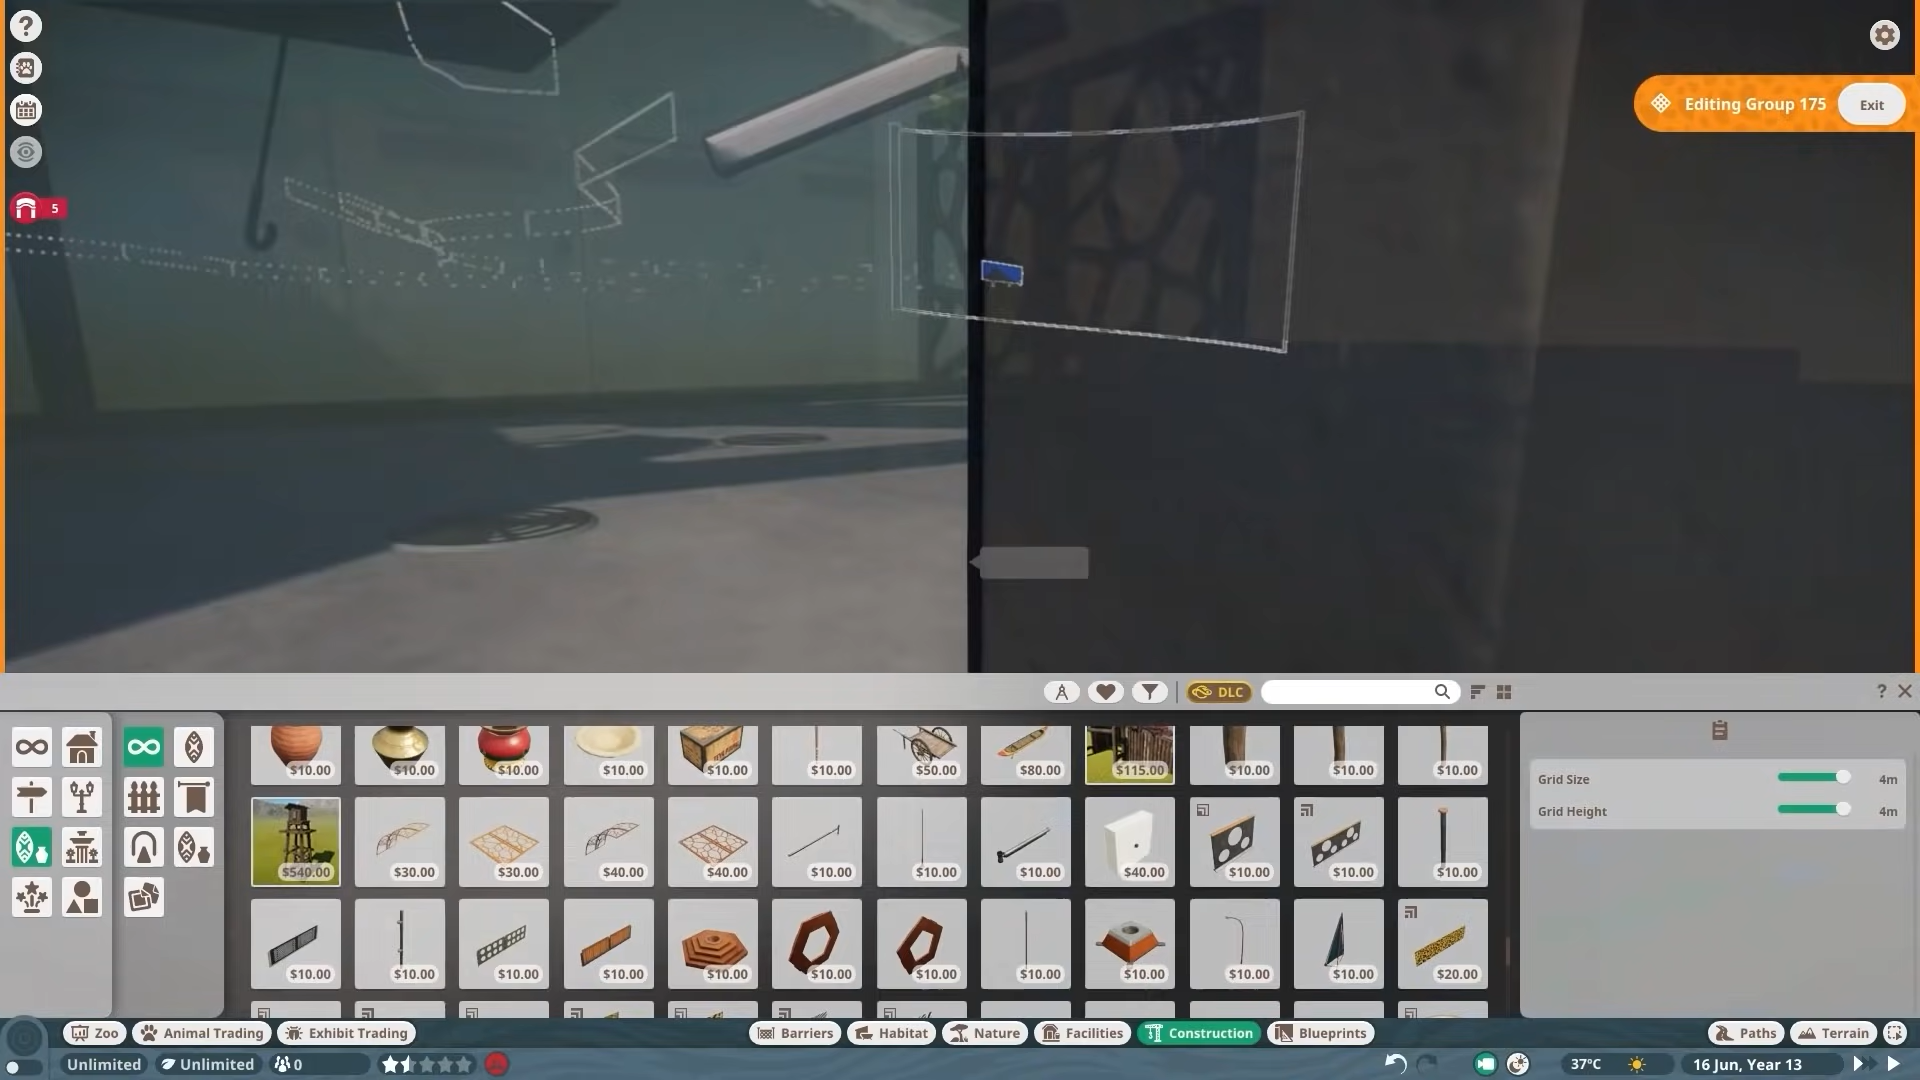 ?
Editing Group 175
Exit
5
DLC
?
$10.00
$10.00
$10.00
$10.00
$10.00
$10.00
$50.00
$80.00
$115.00
$10.00
$10.00
$10.00
$540.00
$30.00
$30.00
$40.00
$40.00
$10.00
$10.00
$10.00
$40.00
$10.00
$10.00
$10.00
$10.00
$10.00
$10.00
$10.00
$10.00
$10.00
$10.00
$10.00
$10.00
$10.00
$10.00
$20.00
Grid Size
4m
Grid Height
4m
Zoo
Animal Trading
Exhibit Trading
Barriers
Habitat
Nature
Facilities
Construction
Blueprints
Paths
Terrain
Unlimited
Unlimited
0
37°C
16 Jun, Year 13